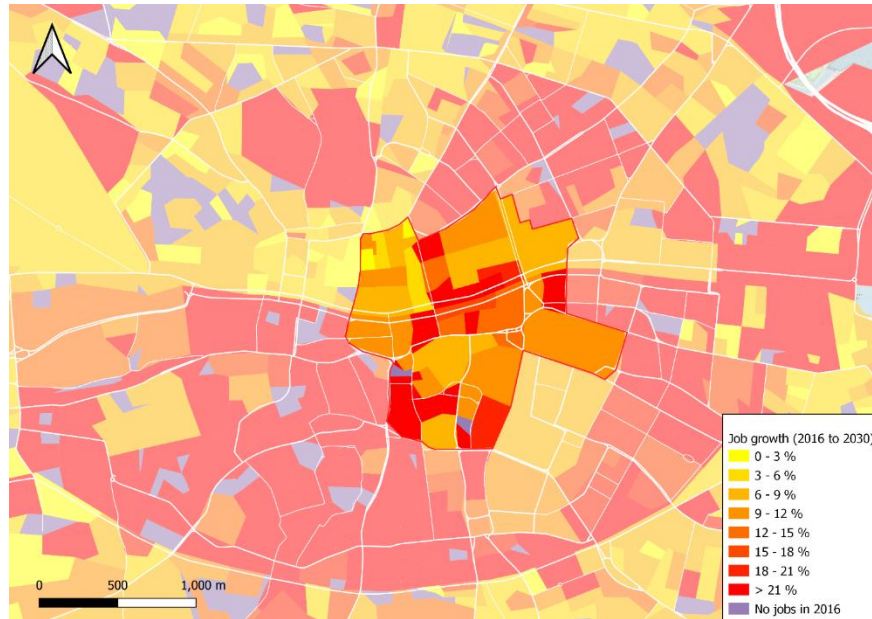 Job growth (2016 to 2030)
0 - 3 %
3 - 6 %
6 - 9 %
9 - 12 %
12 - 15 %
15 - 18 %
18 - 21 %
> 21 %
No jobs in 2016
0 500 1,000 m